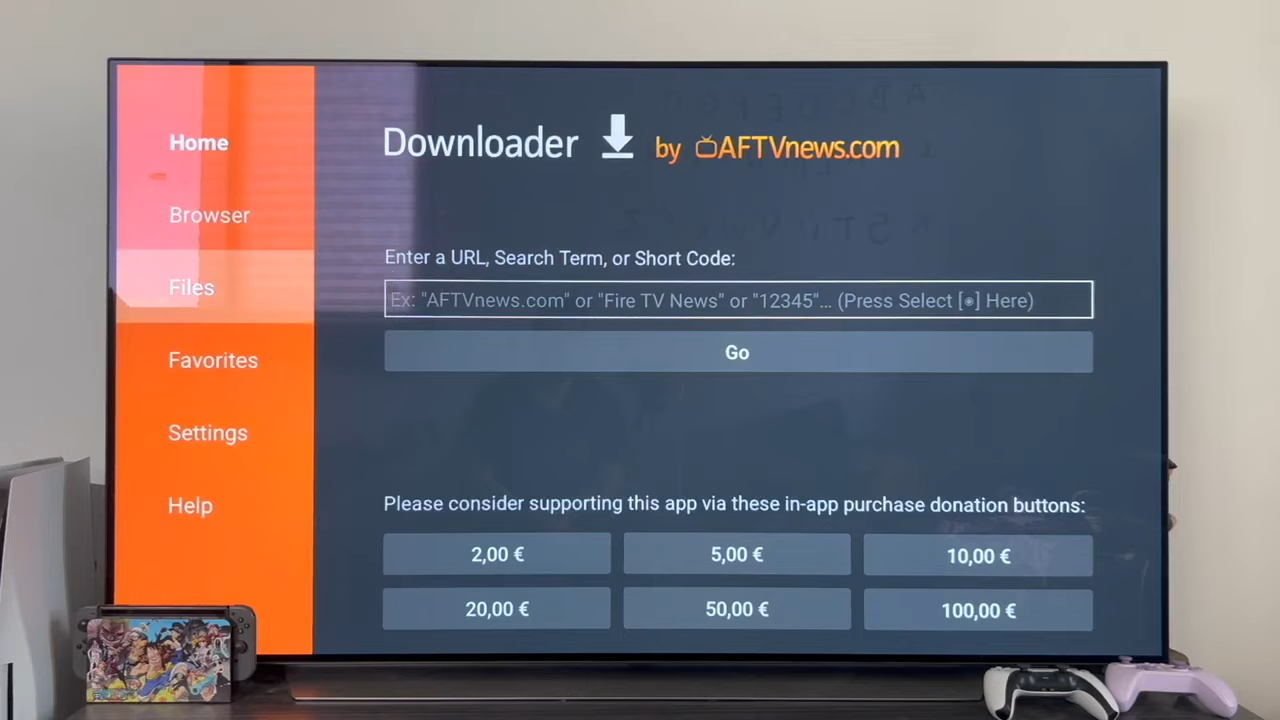 Home
Browser
Files
Favorites
Settings
Help
Downloader by AFTVnews.com
Enter a URL, Search Term, or Short Code:
Ex: "AFTVnews.com" or "Fire TV News" or "12345"... (Press Select [◉] Here)
Go
Please consider supporting this app via these in-app purchase donation buttons:
2,00 € 5,00 € 10,00 €
20,00 € 50,00 € 100,00 €